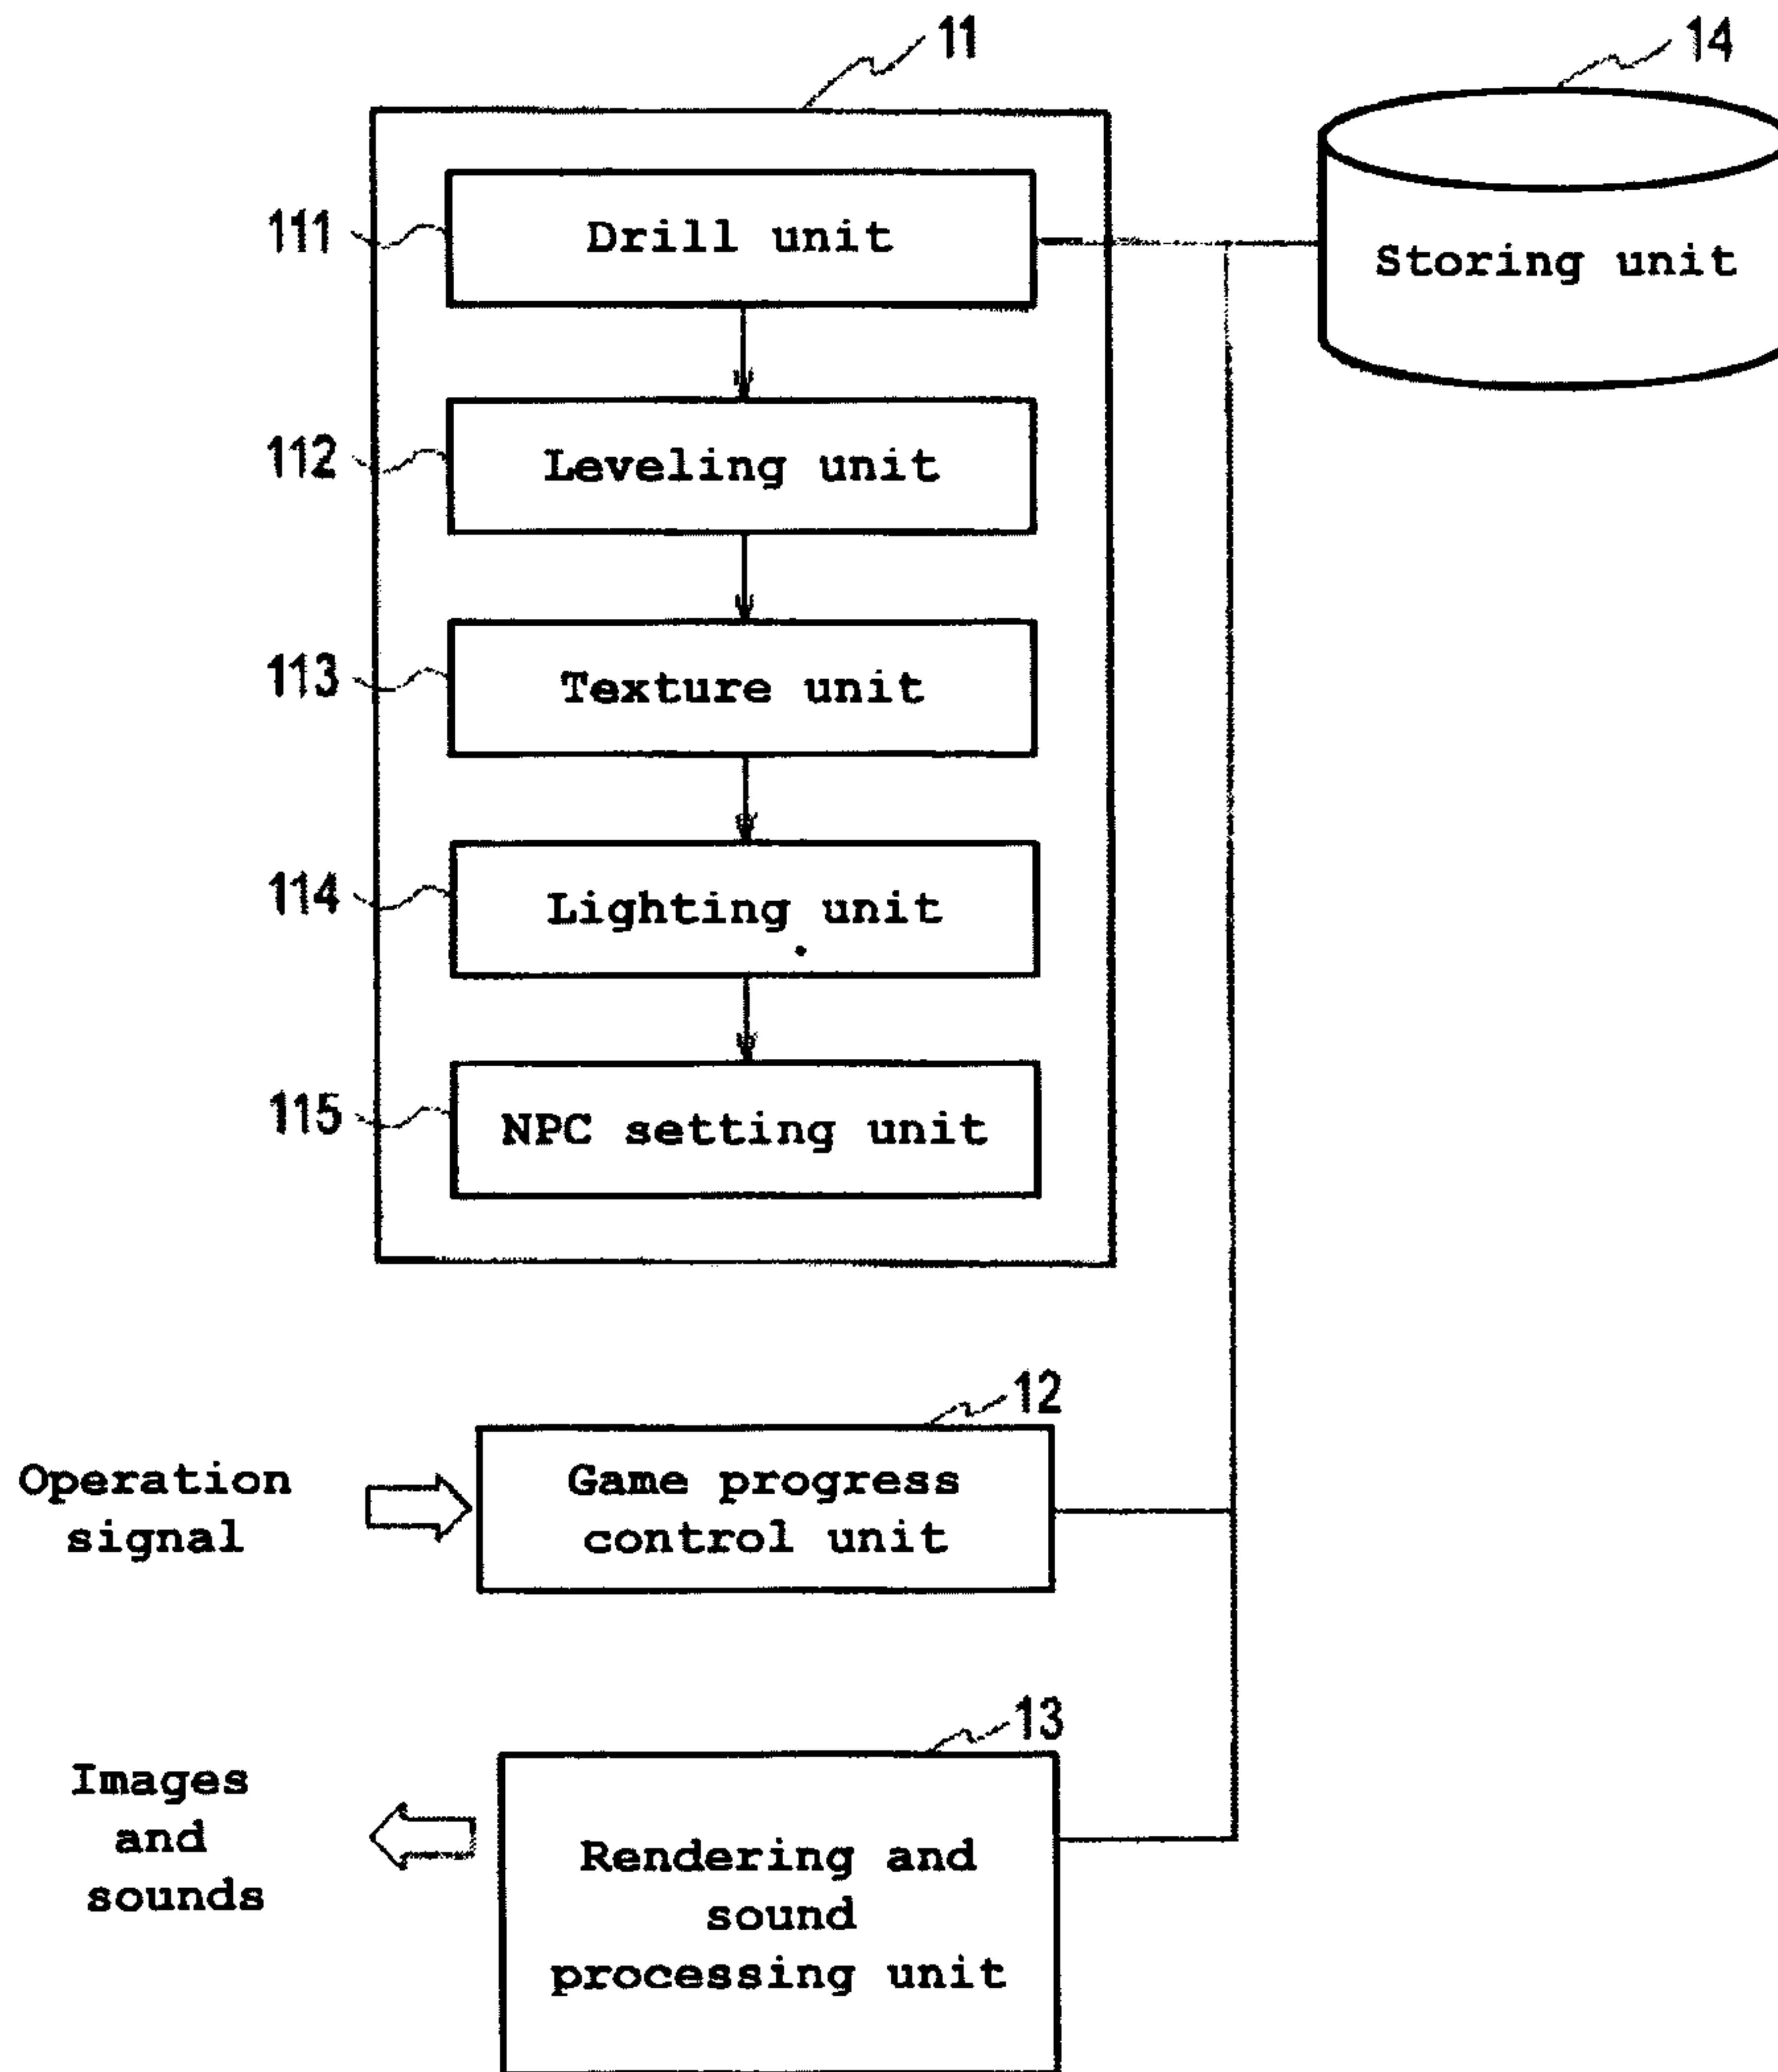 11
14
111
Drill unit
Storing unit
112
Leveling unit
113
Texture unit
114
Lighting unit
115
NPC setting unit
12
Operation
signal
Game progress
control unit
13
Images
and
sounds
Rendering and
sound
processing unit